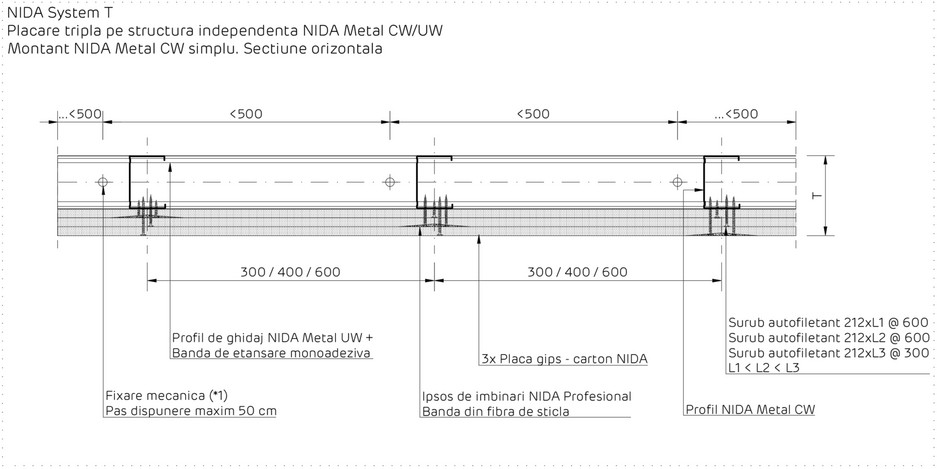 NIDA System T
Placare tripla pe structura independenta NIDA Metal CW/UW
Montant NIDA Metal CW simplu. Sectiune orizontala
...<500
<500
<500
...<500
T
300 / 400 / 600
300 / 400 / 600
Profil de ghidaj NIDA Metal UW +
Banda de etansare monoadeziva
3x Placa gips - carton NIDA
Surub autofiletant 212xL1 @ 600
Surub autofiletant 212xL2 @ 600
Surub autofiletant 212xL3 @ 300
L1 < L2 < L3
Fixare mecanica (*1)
Pas dispunere maxim 50 cm
Ipsos de imbinari NIDA Profesional
Banda din fibra de sticla
Profil NIDA Metal CW